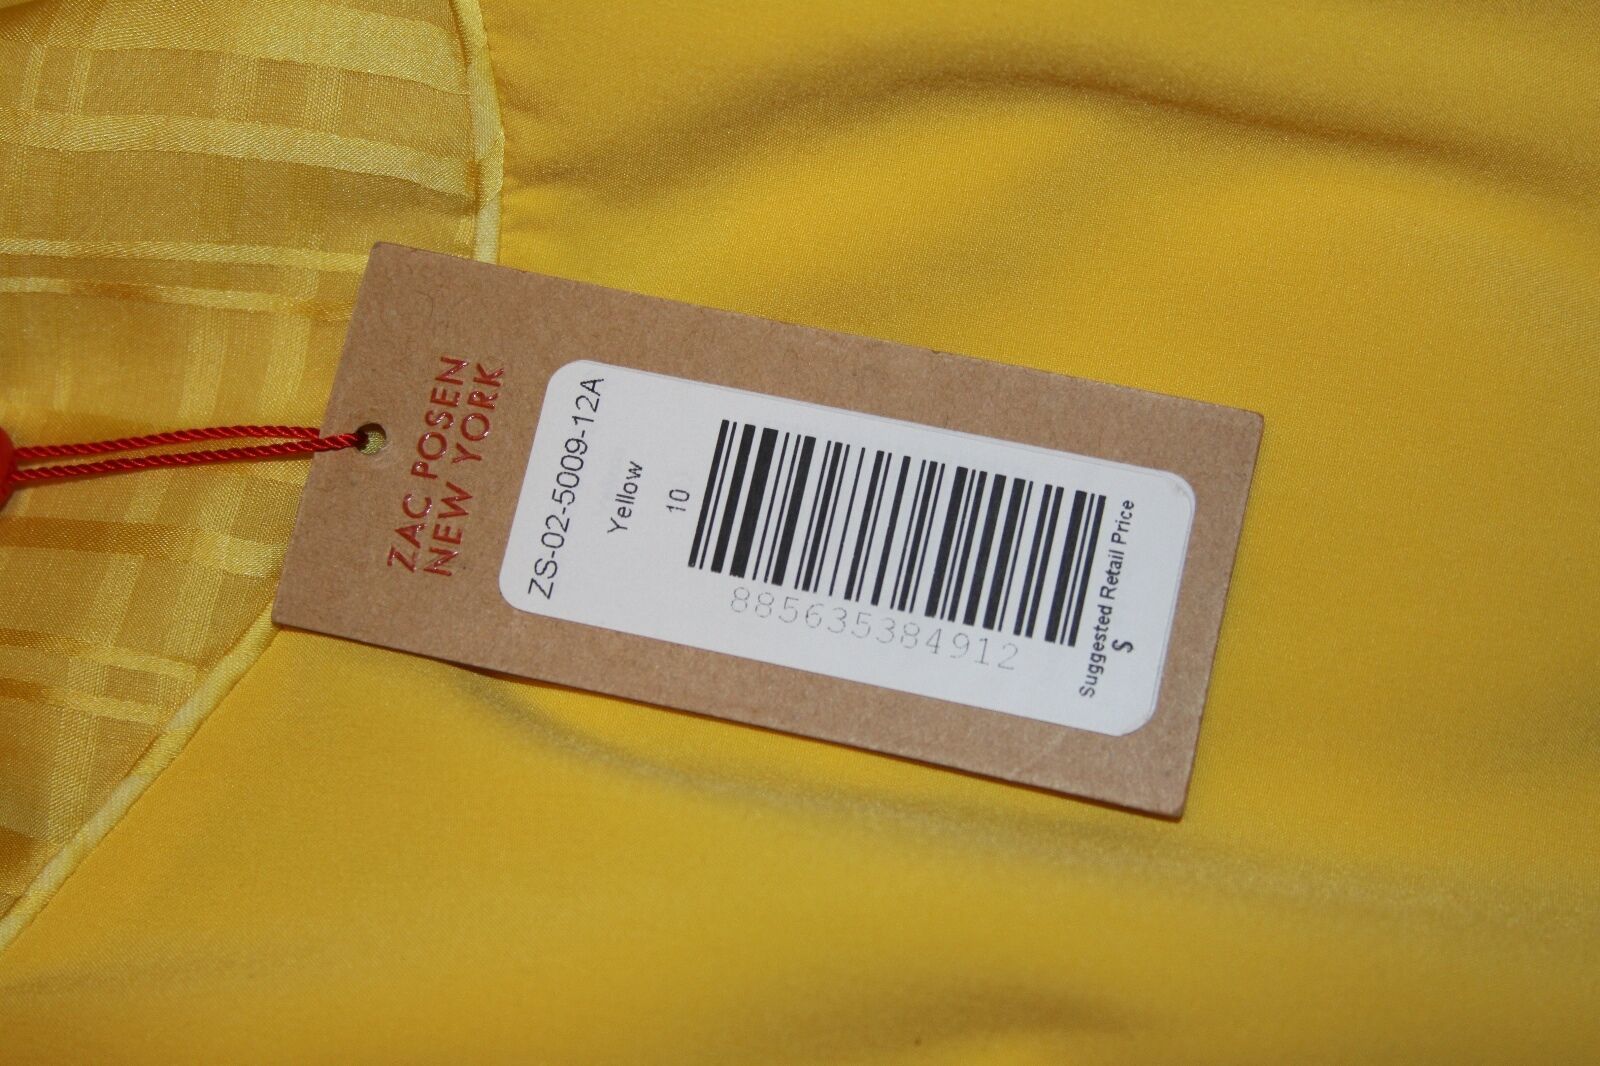 ZAC POSEN
NEW YORK
ZS-02-5009-12A
Yellow
10
885635384912
Suggested Retail Price
$